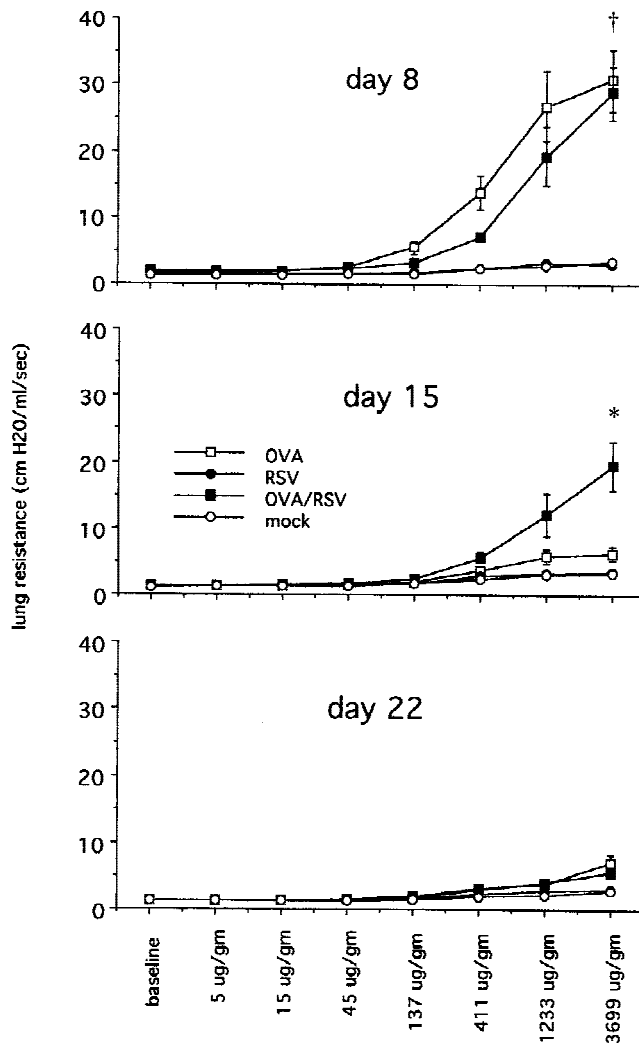 40
†
day 8
30
20
10
0
40
day 15
30
*
OVA
20
RSV
OVA/RSV
mock
10
0
lung resistance (cm H2O/ml/sec)
40
day 22
30
20
10
0
baseline
5 ug/gm
15 ug/gm
45 ug/gm
137 ug/gm
411 ug/gm
1233 ug/gm
3699 ug/gm